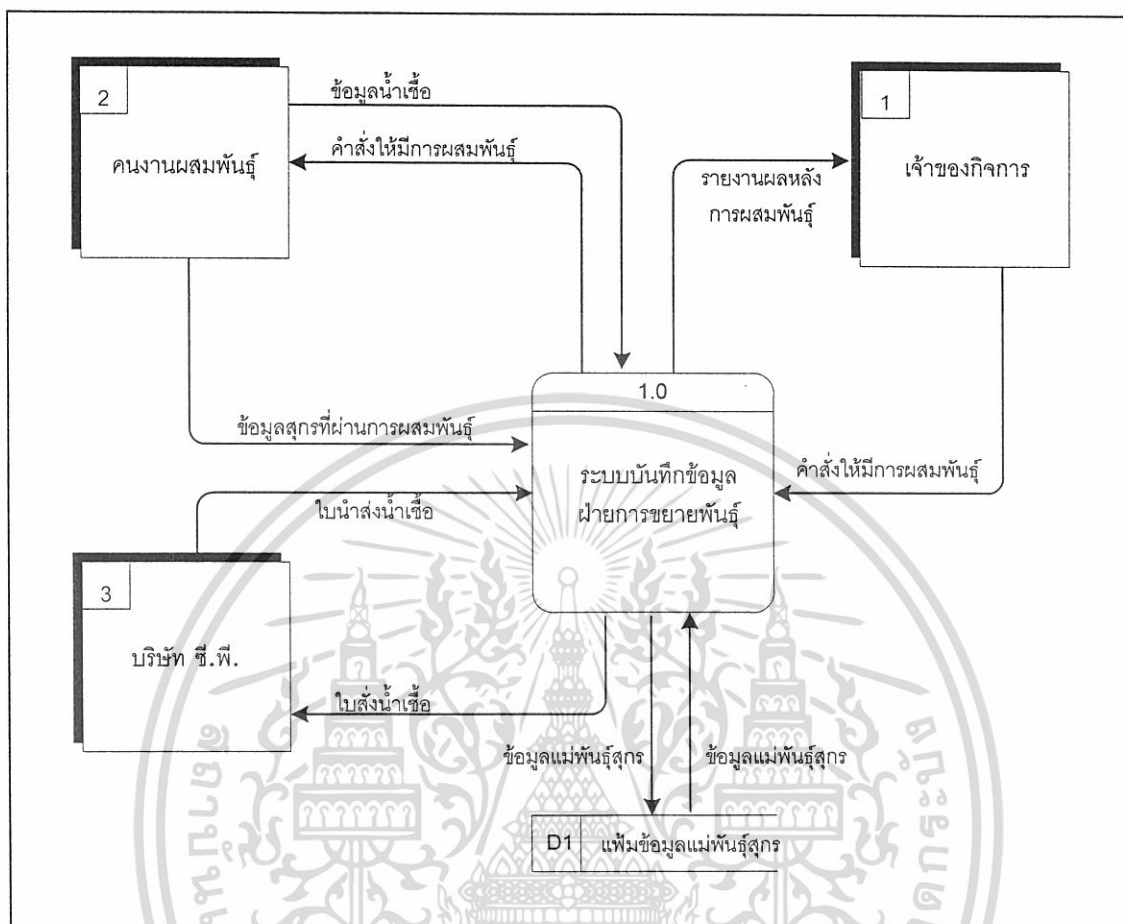 2
คนงานผสมพันธุ์
ข้อมูลน้ำเชื้อ
คำสั่งให้มีการผสมพันธุ์
1
เจ้าของกิจการ
รายงานผลหลัง
การผสมพันธุ์
1.0
ระบบบันทึกข้อมูล
ฝ่ายการขยายพันธุ์
ข้อมูลสุกรที่ผ่านการผสมพันธุ์
คำสั่งให้มีการผสมพันธุ์
ใบนำส่งน้ำเชื้อ
3
บริษัท ซี.พี.
ใบสั่งน้ำเชื้อ
ข้อมูลแม่พันธุ์สุกร
ข้อมูลแม่พันธุ์สุกร
D1
แฟ้มข้อมูลแม่พันธุ์สุกร